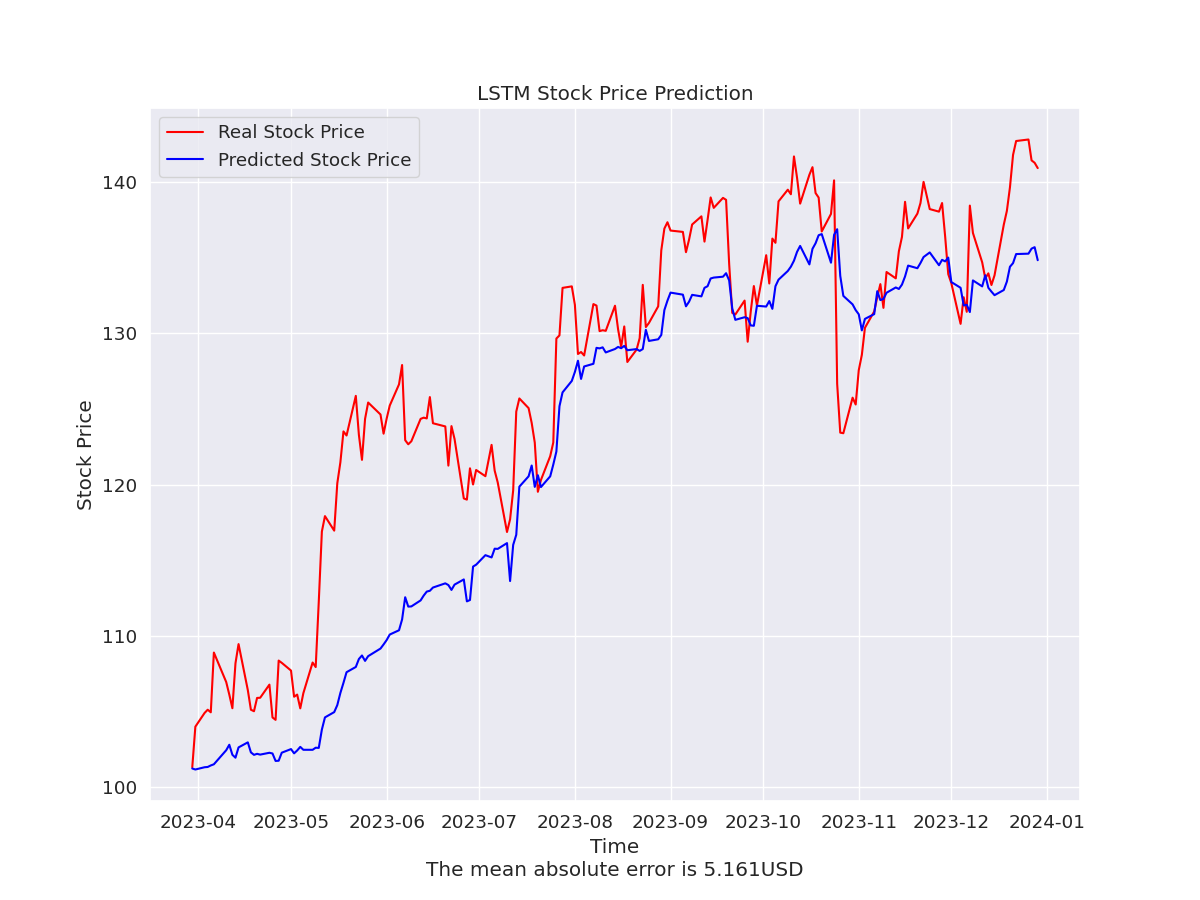 LSTM Stock Price Prediction
Real Stock Price
Predicted Stock Price
Stock Price
140
130
120
110
100
2023-04 2023-05 2023-06 2023-07 2023-08 2023-09 2023-10 2023-11 2023-12 2024-01
Time
The mean absolute error is 5.161USD